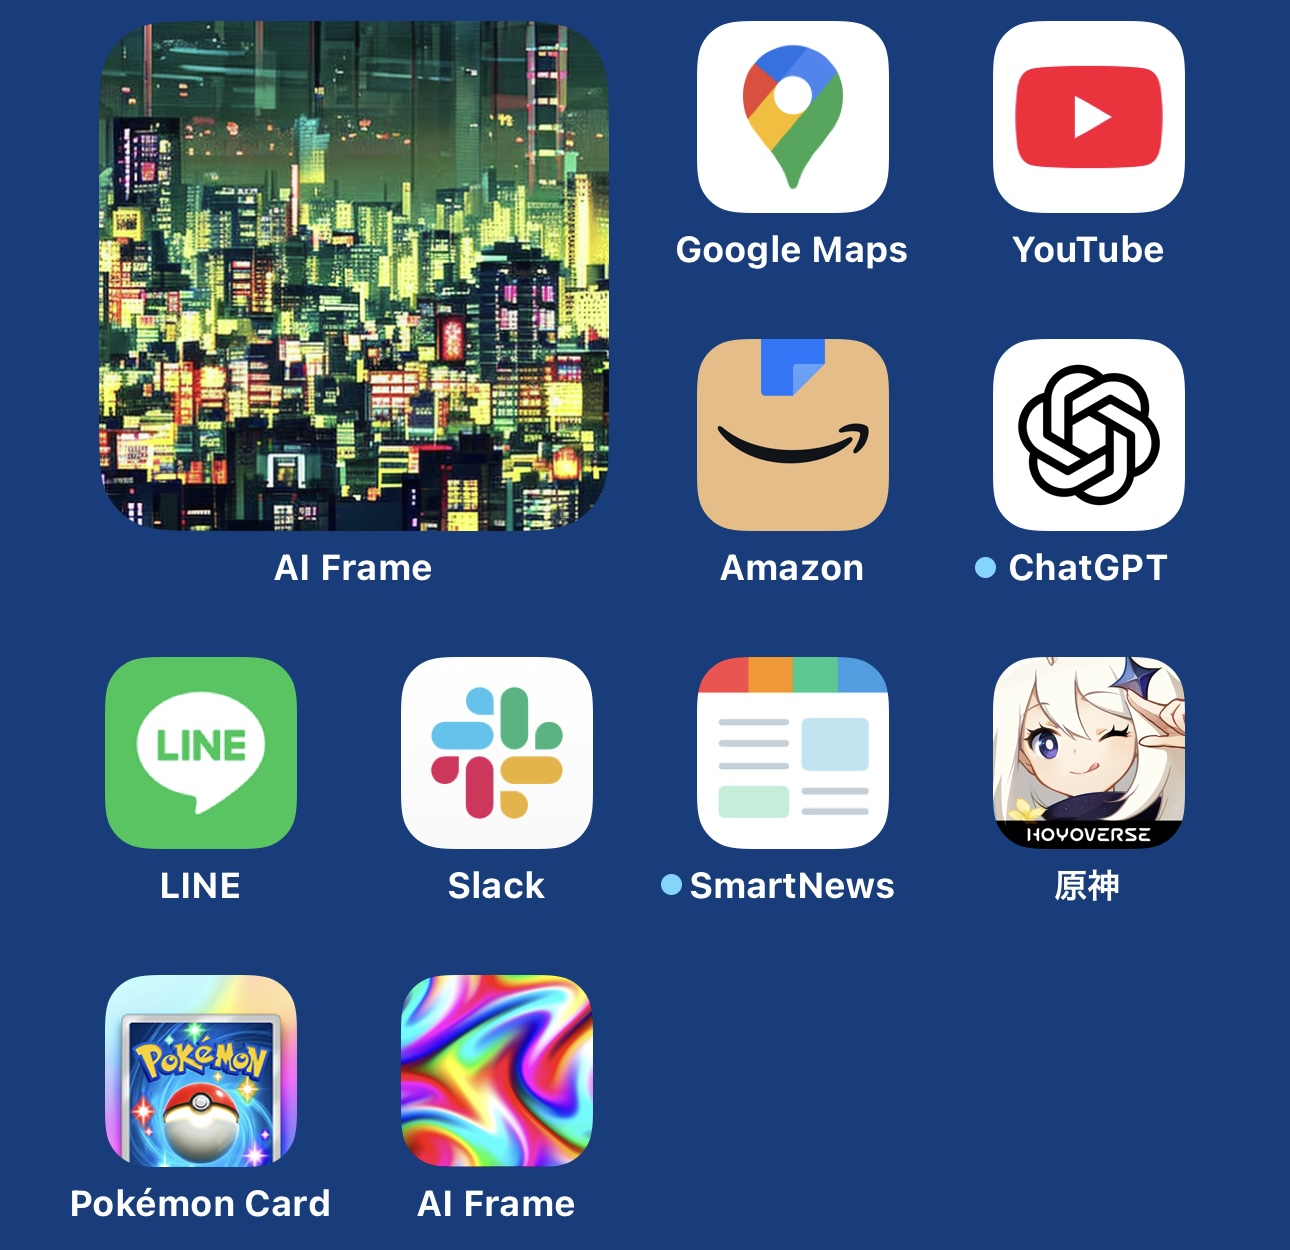 Google Maps
YouTube
AI Frame
Amazon
ChatGPT
LINE
LINE
Slack
SmartNews
HOYOVERSE
原神
POKéMON
Pokémon Card
AI Frame